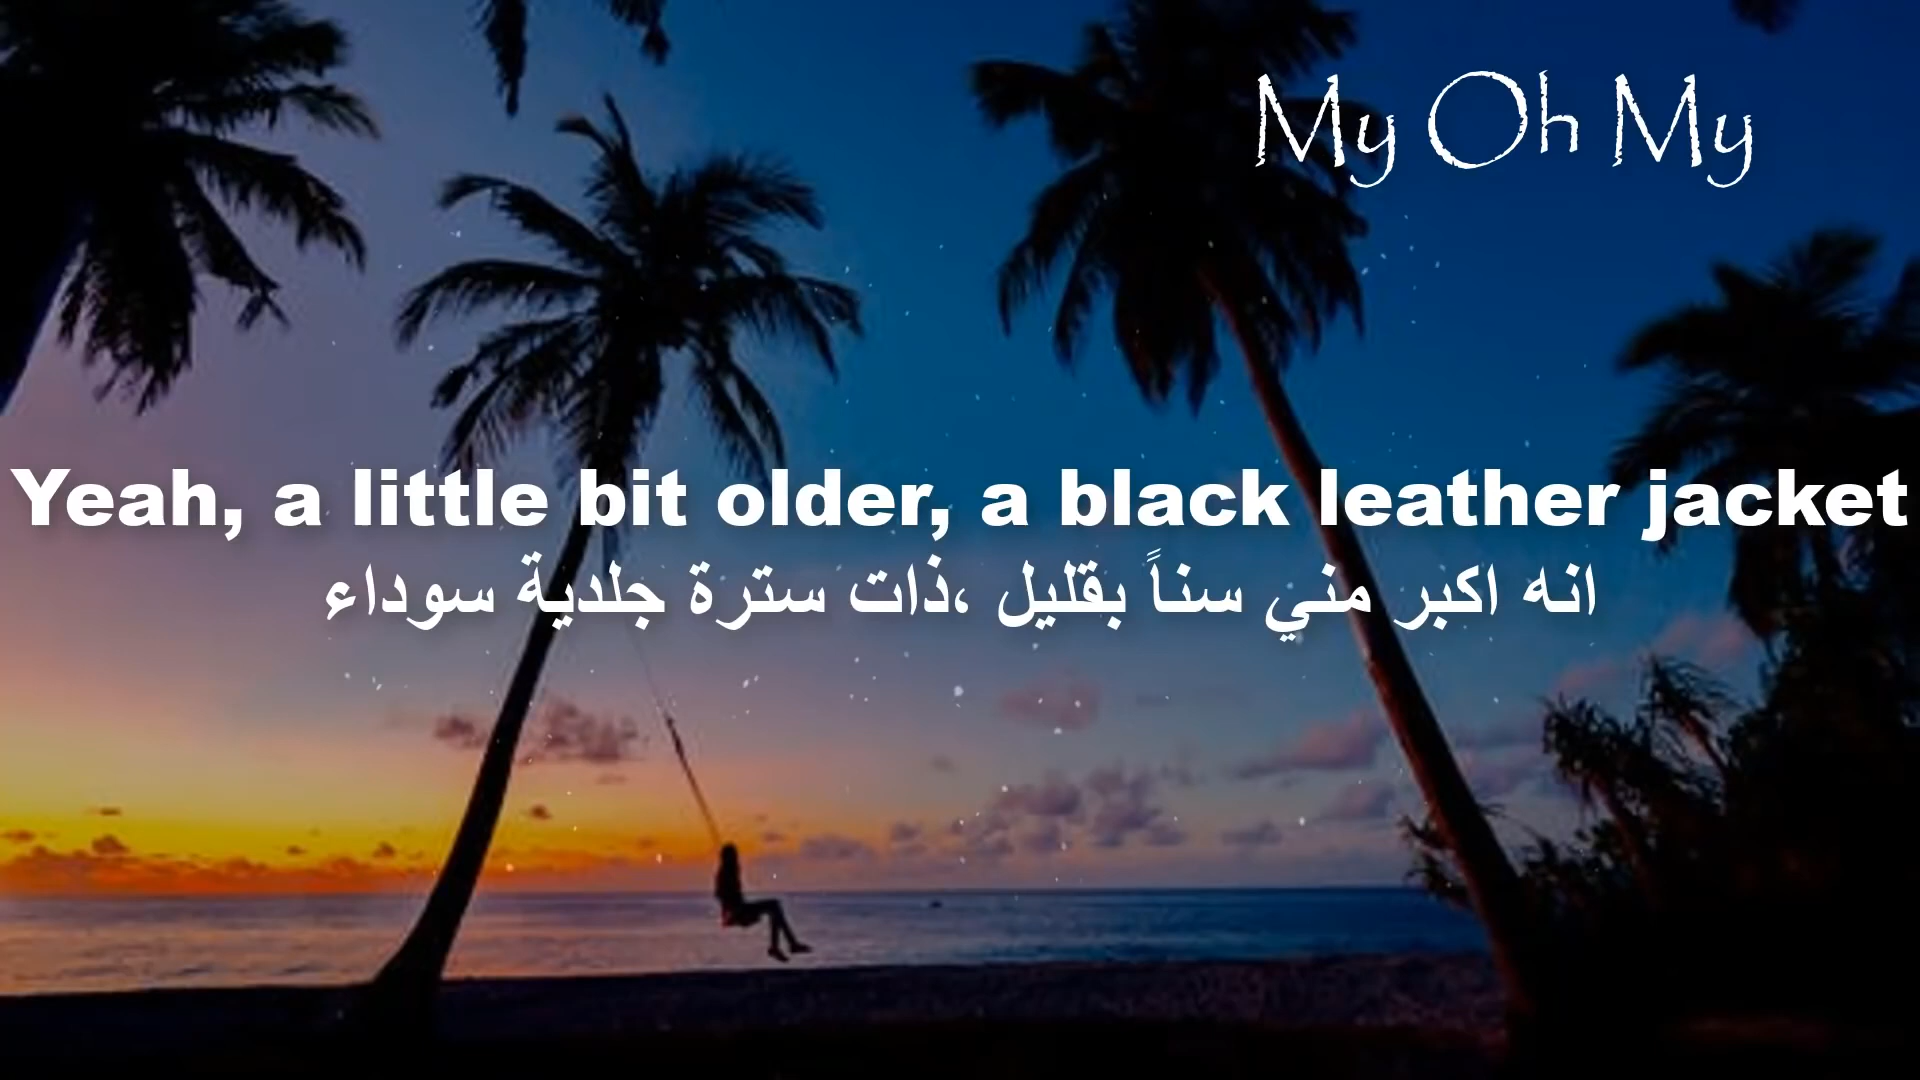 My Oh My
Yeah, a little bit older, a black leather jacket
انه اكبر مني سناً بقليل ،ذات سترة جلدية سوداء